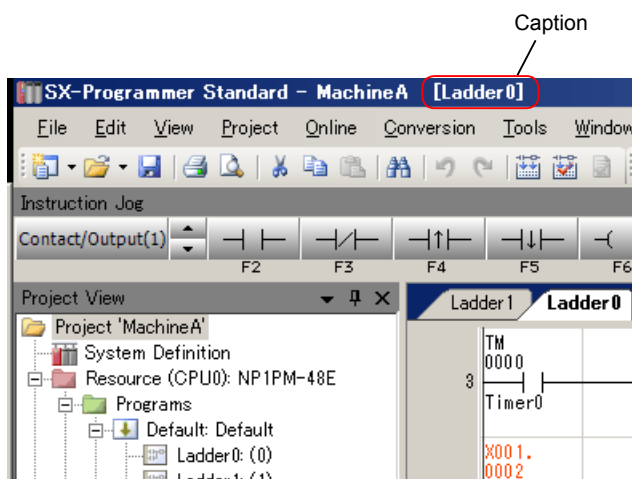 Caption
SX-Programmer Standard - MachineA [Ladder0]
File Edit View Project Online Conversion Tools Window
Instruction Jog
Contact/Output(1)
F2 F3 F4 F5 F6
Project View
Ladder1 Ladder0
Project 'MachineA'
System Definition
Resource (CPU0): NP1PM-48E
Programs
Default: Default
Ladder0: (0)
Ladder1: (1)
TM
0000
3
Timer0
X001.
0002